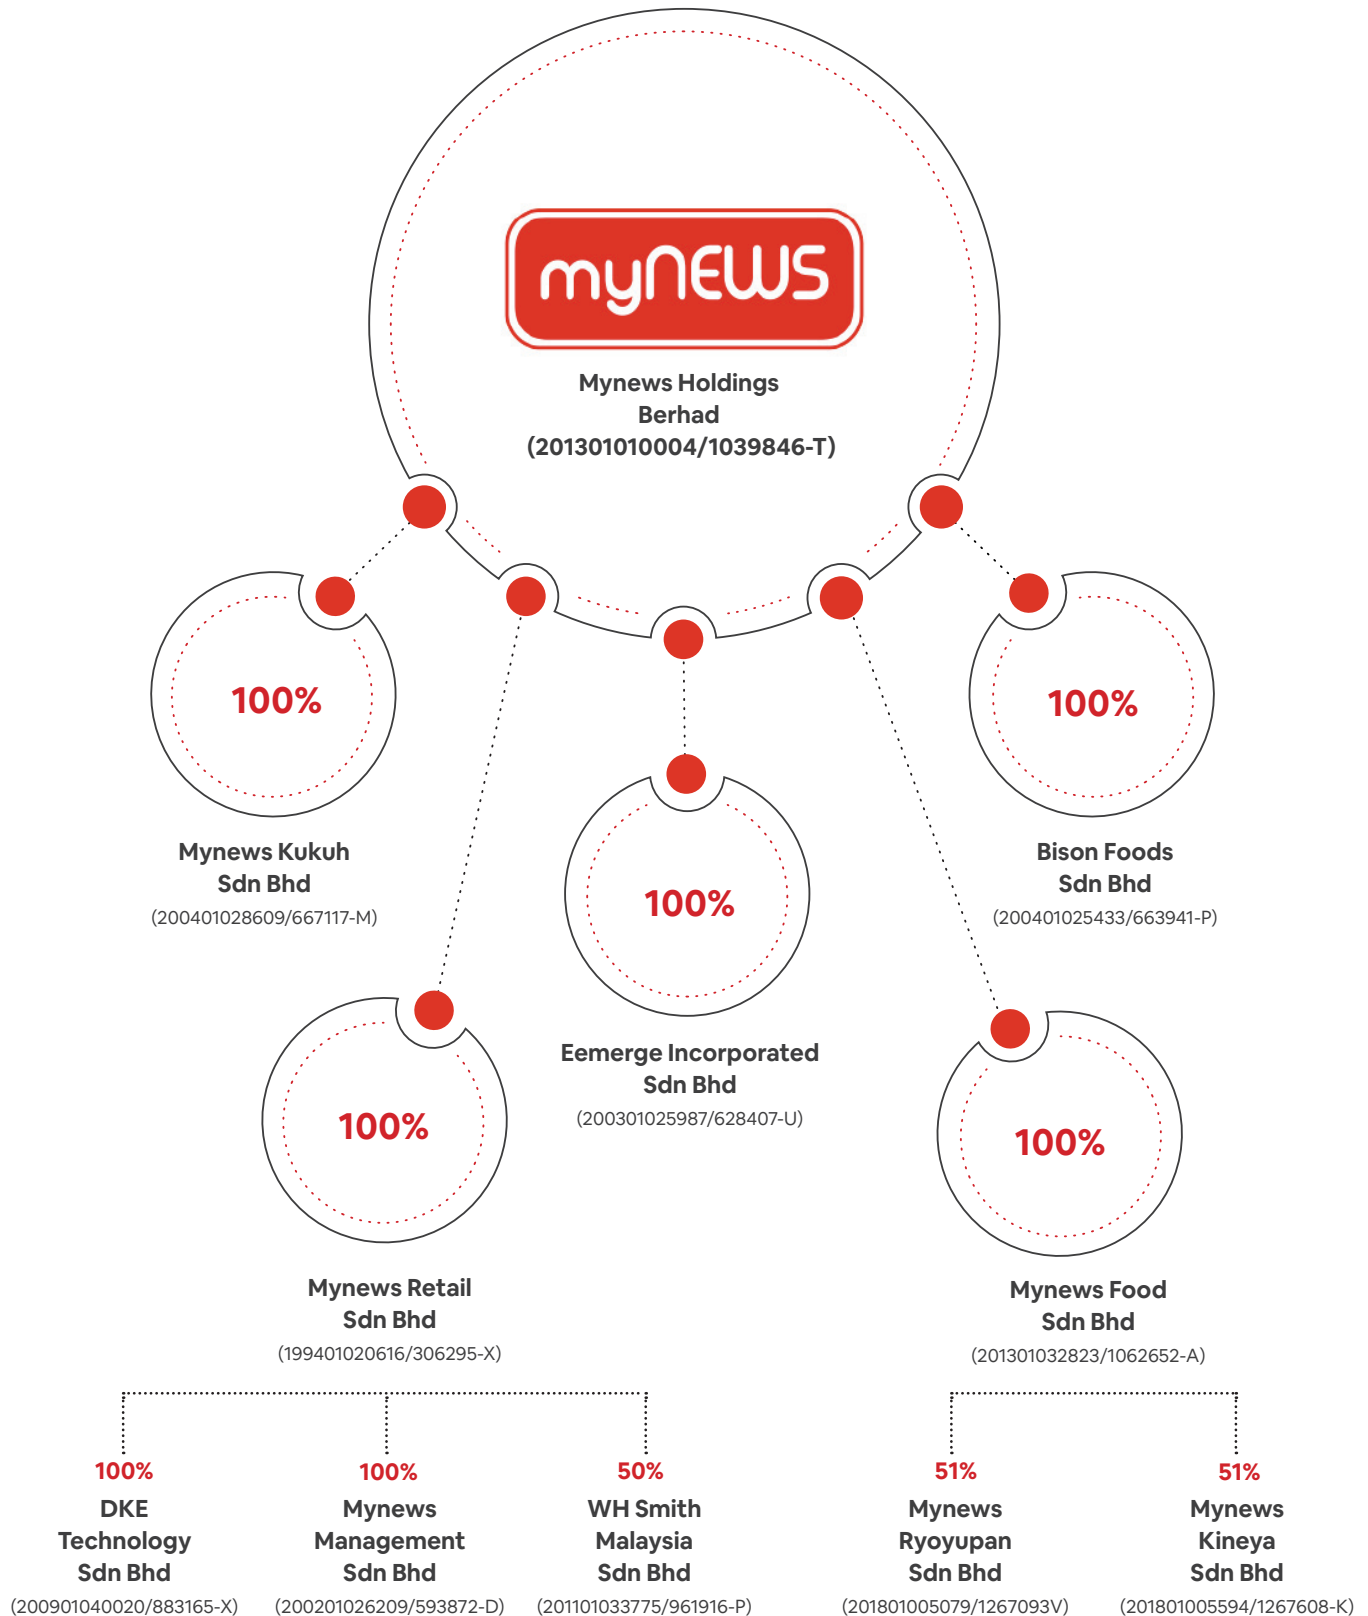 myNEWS
Mynews Holdings
Berhad
(201301010004/1039846-T)
100%
Mynews Kukuh
Sdn Bhd
(200401028609/667117-M)
100%
Bison Foods
Sdn Bhd
(200401025433/663941-P)
100%
Eemerge Incorporated
Sdn Bhd
(200301025987/628407-U)
100%
Mynews Retail
Sdn Bhd
(199401020616/306295-X)
100%
Mynews Food
Sdn Bhd
(201301032823/1062652-A)
100%
DKE
Technology
Sdn Bhd
(200901040020/883165-X)
100%
Mynews
Management
Sdn Bhd
(200201026209/593872-D)
50%
WH Smith
Malaysia
Sdn Bhd
(201101033775/961916-P)
51%
Mynews
Ryoyupan
Sdn Bhd
(201801005079/1267093V)
51%
Mynews
Kineya
Sdn Bhd
(201801005594/1267608-K)